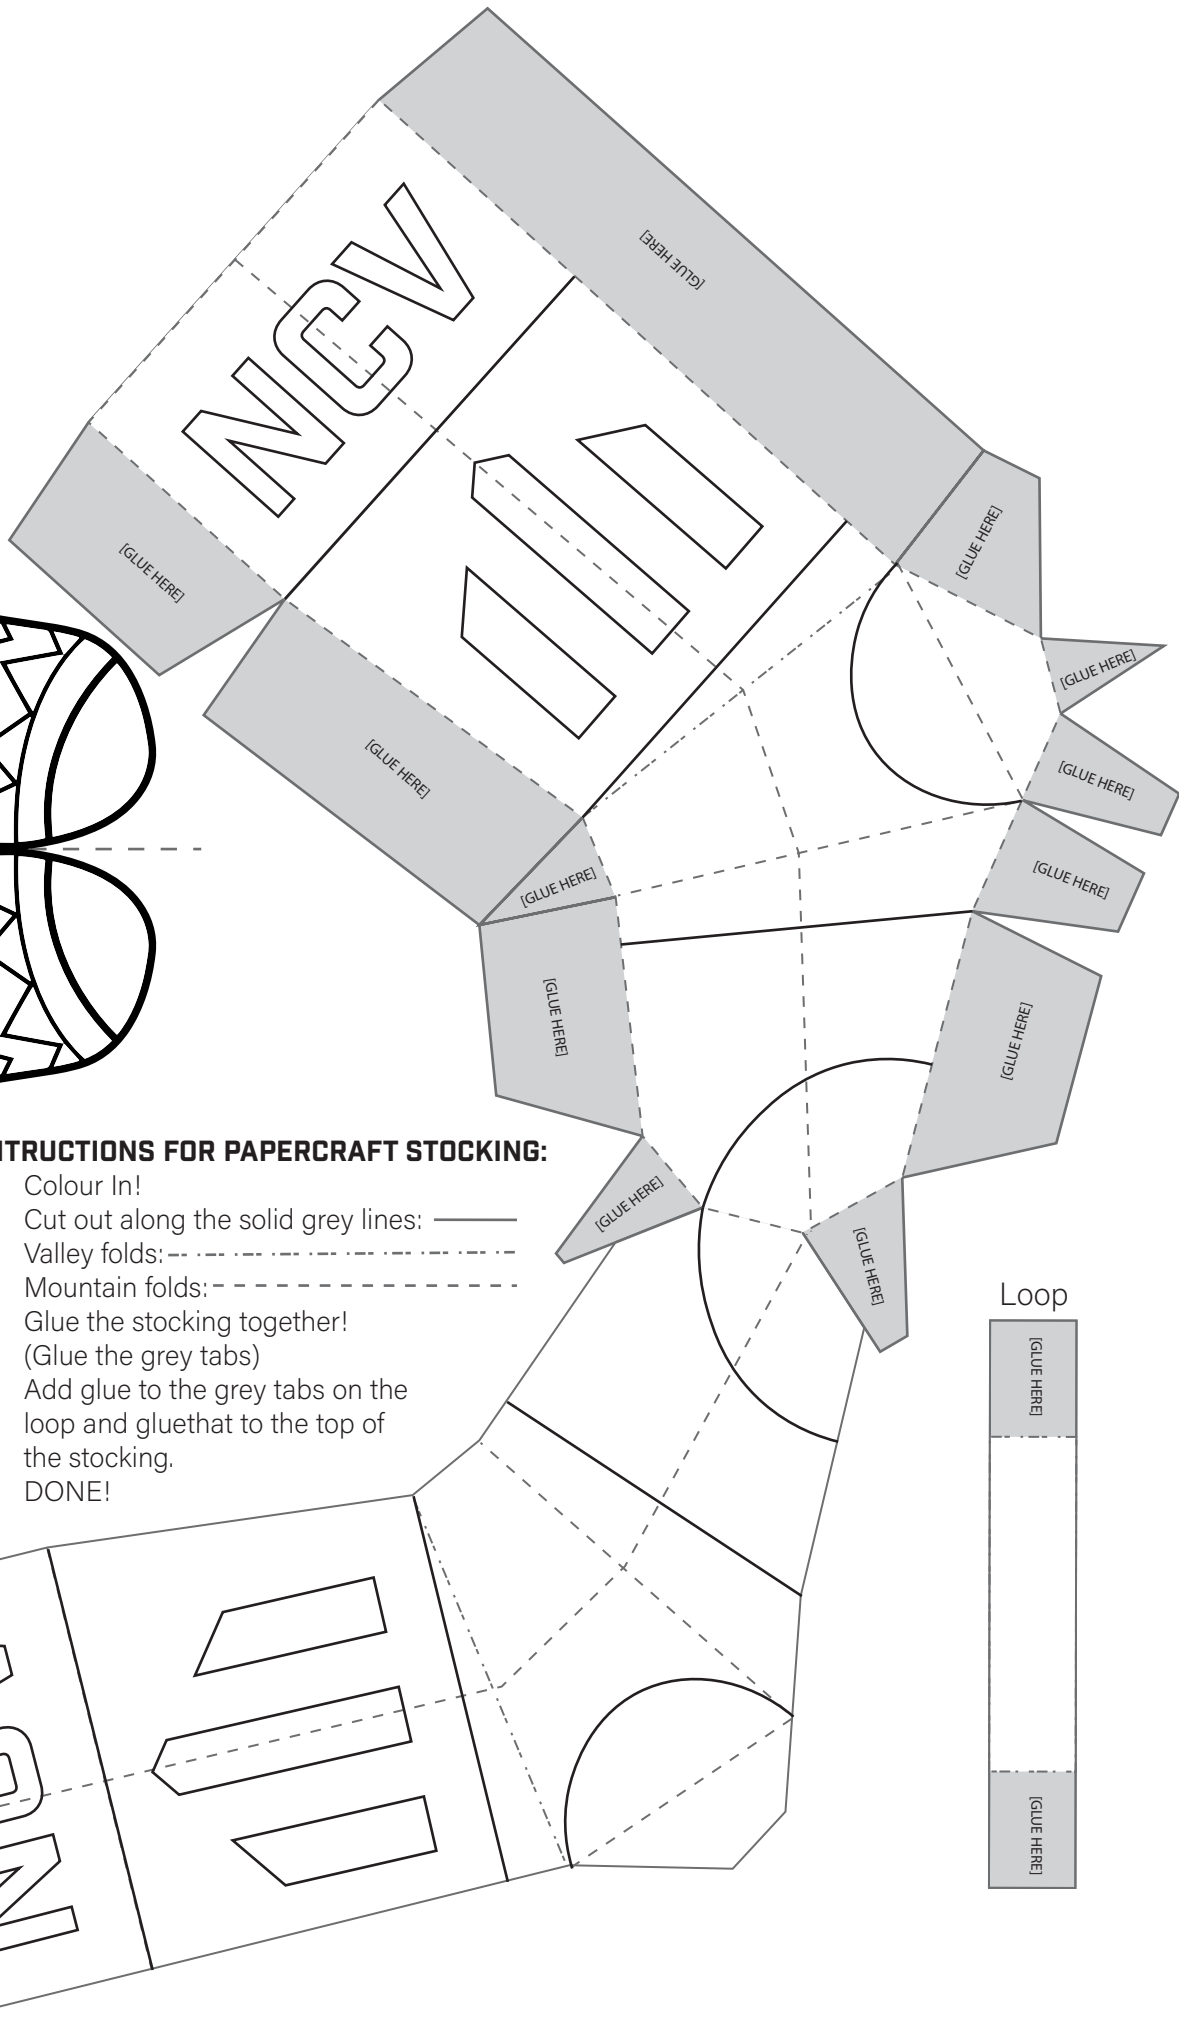 NCV
[GLUE HERE]
[GLUE HERE]
[GLUE HERE]
[GLUE HERE]
[GLUE HERE]
[GLUE HERE]
[GLUE HERE]
[GLUE HERE]
[GLUE HERE]
[GLUE HERE]
[GLUE HERE]
[GLUE HERE]
[GLUE HERE]
TRUCTIONS FOR PAPERCRAFT STOCKING:
Colour In!
Cut out along the solid grey lines:
Valley folds:
Mountain folds:
Glue the stocking together!
(Glue the grey tabs)
Add glue to the grey tabs on the
loop and gluethat to the top of
the stocking.
DONE!
Loop
[GLUE HERE]
[GLUE HERE]